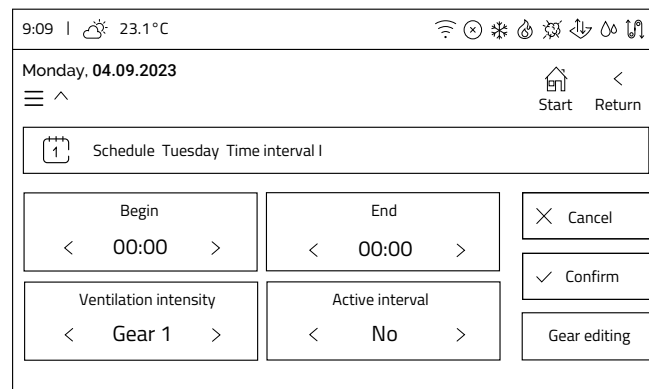 9:09 | 23.1°C
Monday, 04.09.2023
Start Return
1 Schedule Tuesday Time interval I
Begin
00:00
End
00:00
Cancel
Confirm
Ventilation intensity
Gear 1
Active interval
No
Gear editing